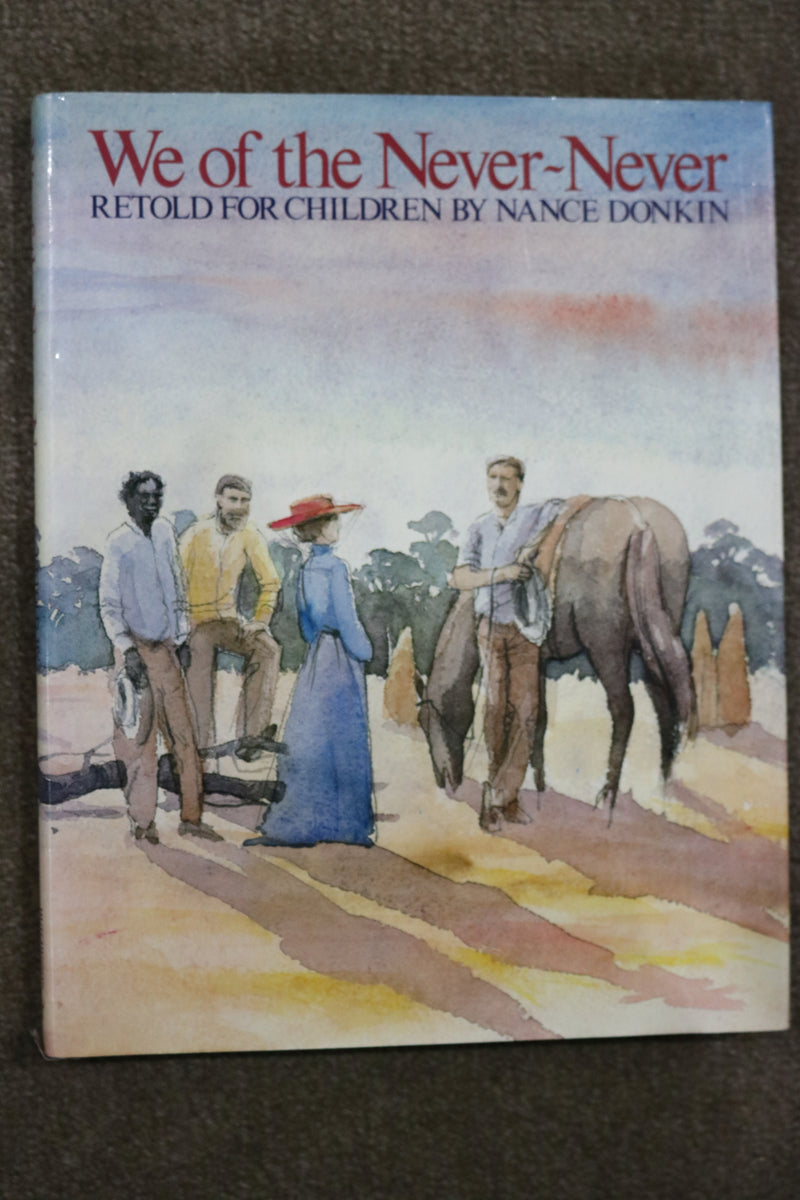 We of the Never~Never
RETOLD FOR CHILDREN BY NANCE DONKIN